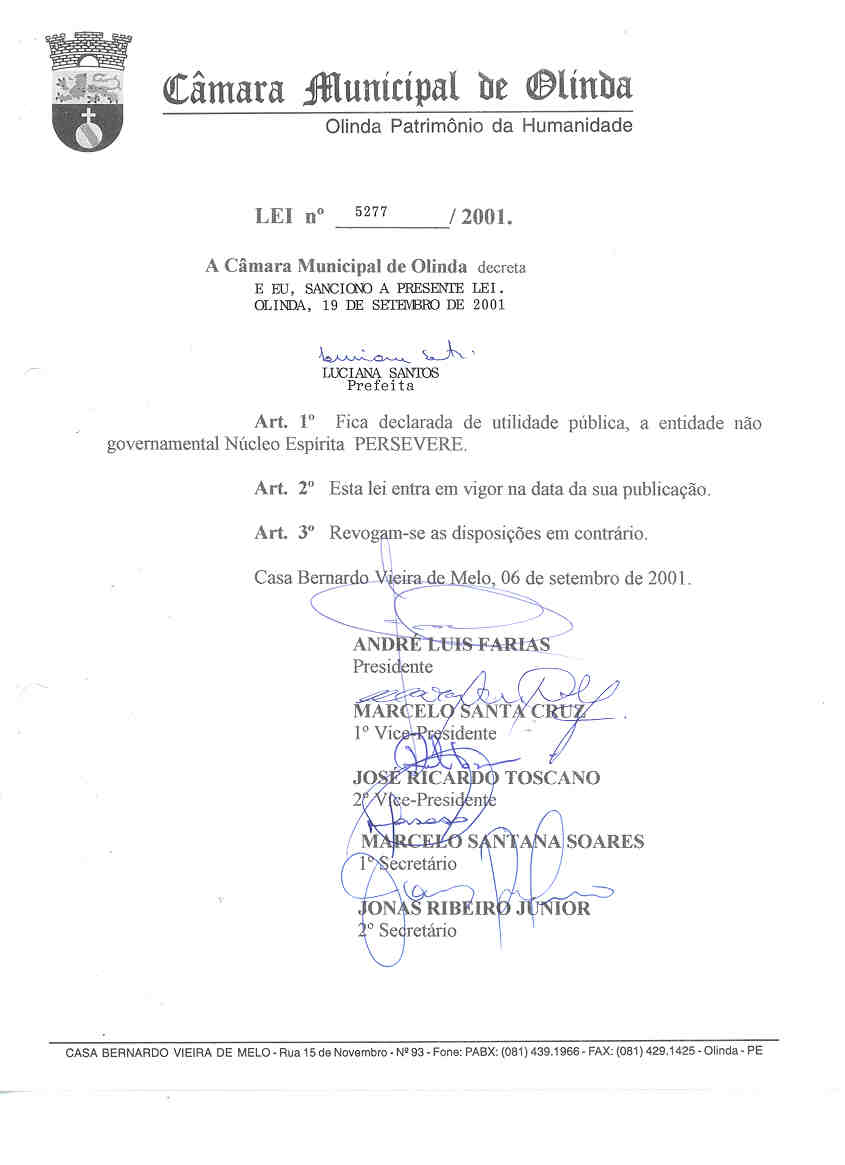 Câmara Municipal de Olinda
Olinda Patrimônio da Humanidade
LEI nº 5277 / 2001.
A Câmara Municipal de Olinda decreta
E EU, SANCIONO A PRESENTE LEI.
OLINDA, 19 DE SETEMBRO DE 2001
LUCIANA SANTOS
Prefeita
Art. 1º Fica declarada de utilidade pública, a entidade não
governamental Núcleo Espírita PERSEVERE.
Art. 2º Esta lei entra em vigor na data da sua publicação.
Art. 3º Revogam-se as disposições em contrário.
Casa Bernardo Vieira de Melo, 06 de setembro de 2001.
ANDRÉ LUIS FARIAS
Presidente
MARCELO SANTA CRUZ
1º Vice-Presidente
JOSÉ RICARDO TOSCANO
2º Vice-Presidente
MARCELO SANTANA SOARES
1º Secretário
JONAS RIBEIRO JUNIOR
2º Secretário
CASA BERNARDO VIEIRA DE MELO - Rua 15 de Novembro - Nº 93 - Fone: PABX: (081) 439.1966 - FAX: (081) 429.1425 - Olinda - PE